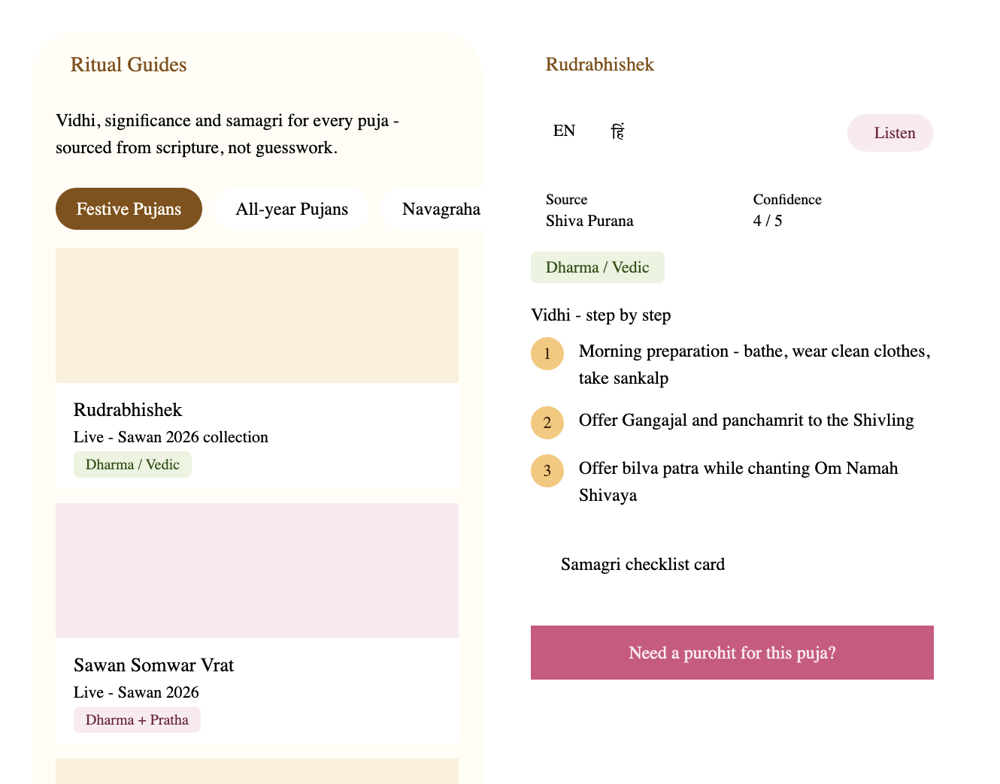 Ritual Guides
Vidhi, significance and samagri for every puja -
sourced from scripture, not guesswork.
Festive Pujans
All-year Pujans
Navagraha
Rudrabhishek
Live - Sawan 2026 collection
Dharma / Vedic
Sawan Somwar Vrat
Live - Sawan 2026
Dharma + Pratha
Rudrabhishek
EN
हिं
Listen
Source
Shiva Purana
Confidence
4 / 5
Dharma / Vedic
Vidhi - step by step
1
Morning preparation - bathe, wear clean clothes,
take sankalp
2
Offer Gangajal and panchamrit to the Shivling
3
Offer bilva patra while chanting Om Namah
Shivaya
Samagri checklist card
Need a purohit for this puja?